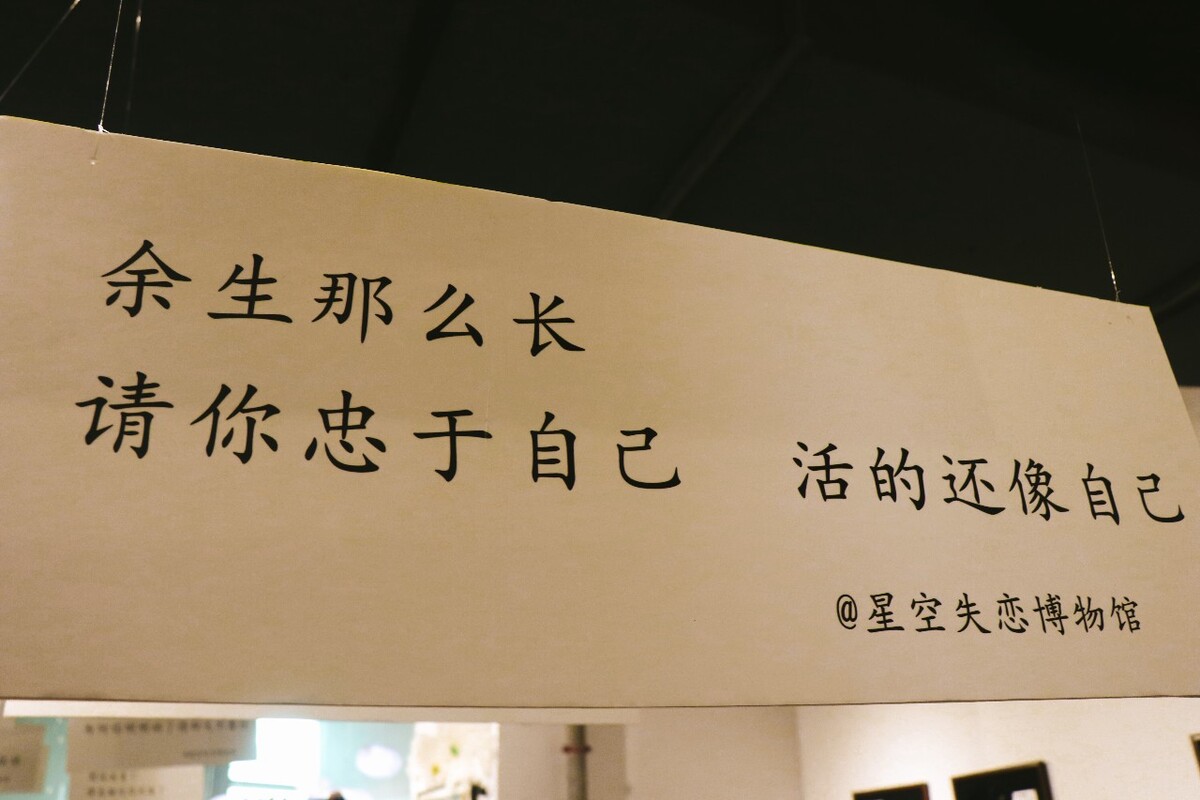 余生那么长
请你忠于自己 活的还像自己
@星空失恋博物馆